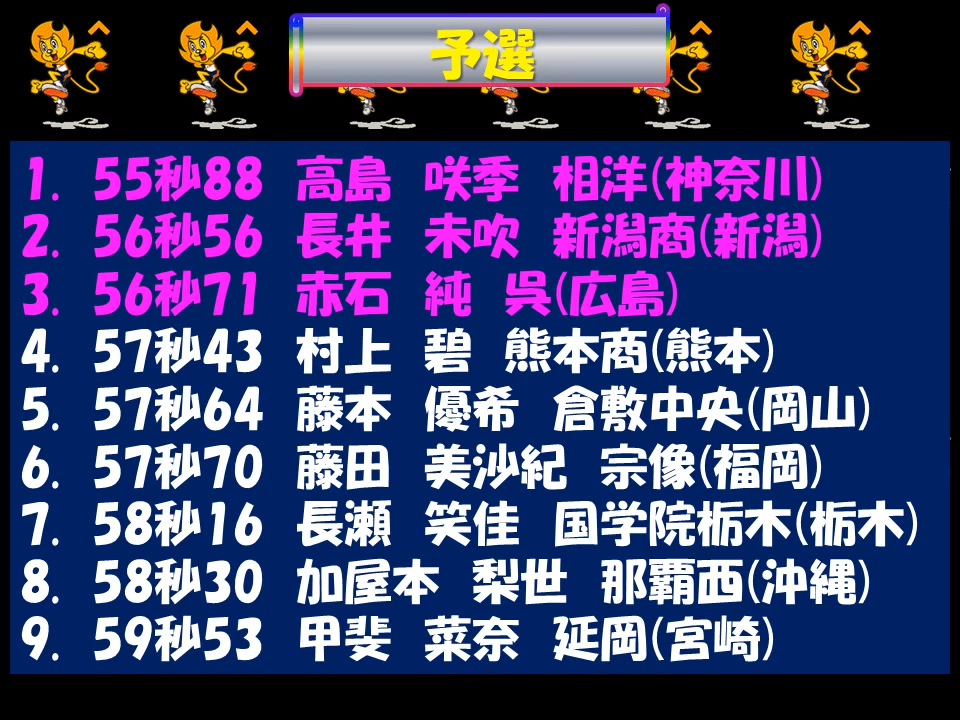 予選
1. 55秒88 高島 咲季 相洋(神奈川)
2. 56秒56 長井 未吹 新潟商(新潟)
3. 56秒71 赤石 純 呉(広島)
4. 57秒43 村上 碧 熊本商(熊本)
5. 57秒64 藤本 優希 倉敷中央(岡山)
6. 57秒70 藤田 美沙紀 宗像(福岡)
7. 58秒16 長瀬 笑佳 国学院栃木(栃木)
8. 58秒30 加屋本 梨世 那覇西(沖縄)
9. 59秒53 甲斐 菜奈 延岡(宮崎)